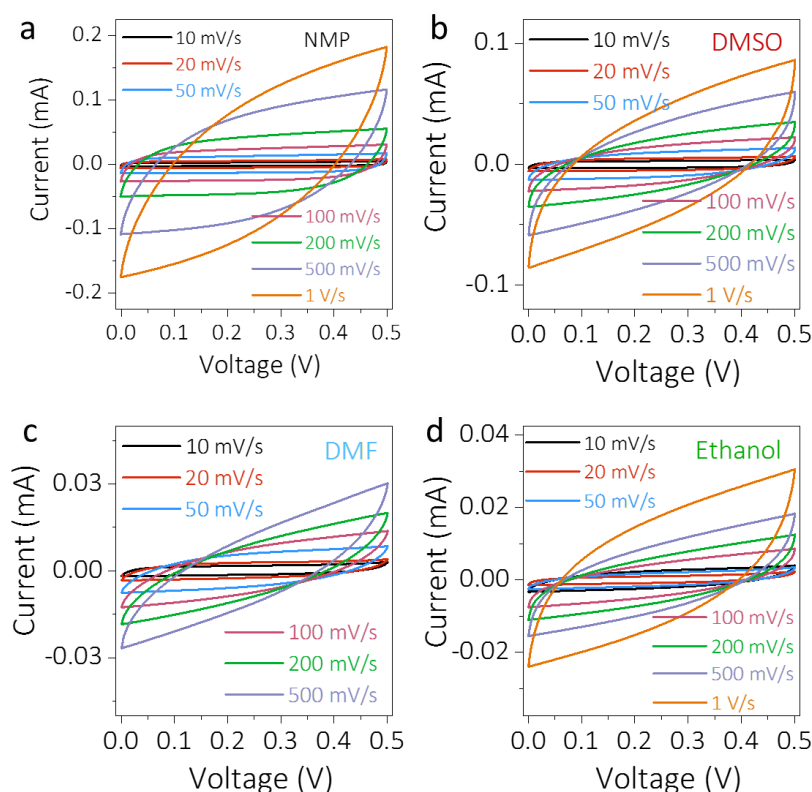 a
NMP
10 mV/s
20 mV/s
50 mV/s
100 mV/s
200 mV/s
500 mV/s
1 V/s
0.2
0.1
0.0
-0.1
-0.2
Current (mA)
0.0 0.1 0.2 0.3 0.4 0.5
Voltage (V)
b
DMSO
10 mV/s
20 mV/s
50 mV/s
100 mV/s
200 mV/s
500 mV/s
1 V/s
0.1
0.0
-0.1
Current (mA)
0.0 0.1 0.2 0.3 0.4 0.5
Voltage (V)
c
DMF
10 mV/s
20 mV/s
50 mV/s
100 mV/s
200 mV/s
500 mV/s
0.03
0.00
-0.03
Current (mA)
0.0 0.1 0.2 0.3 0.4 0.5
Voltage (V)
d
Ethanol
10 mV/s
20 mV/s
50 mV/s
100 mV/s
200 mV/s
500 mV/s
1 V/s
0.04
0.02
0.00
-0.02
Current (mA)
0.0 0.1 0.2 0.3 0.4 0.5
Voltage (V)